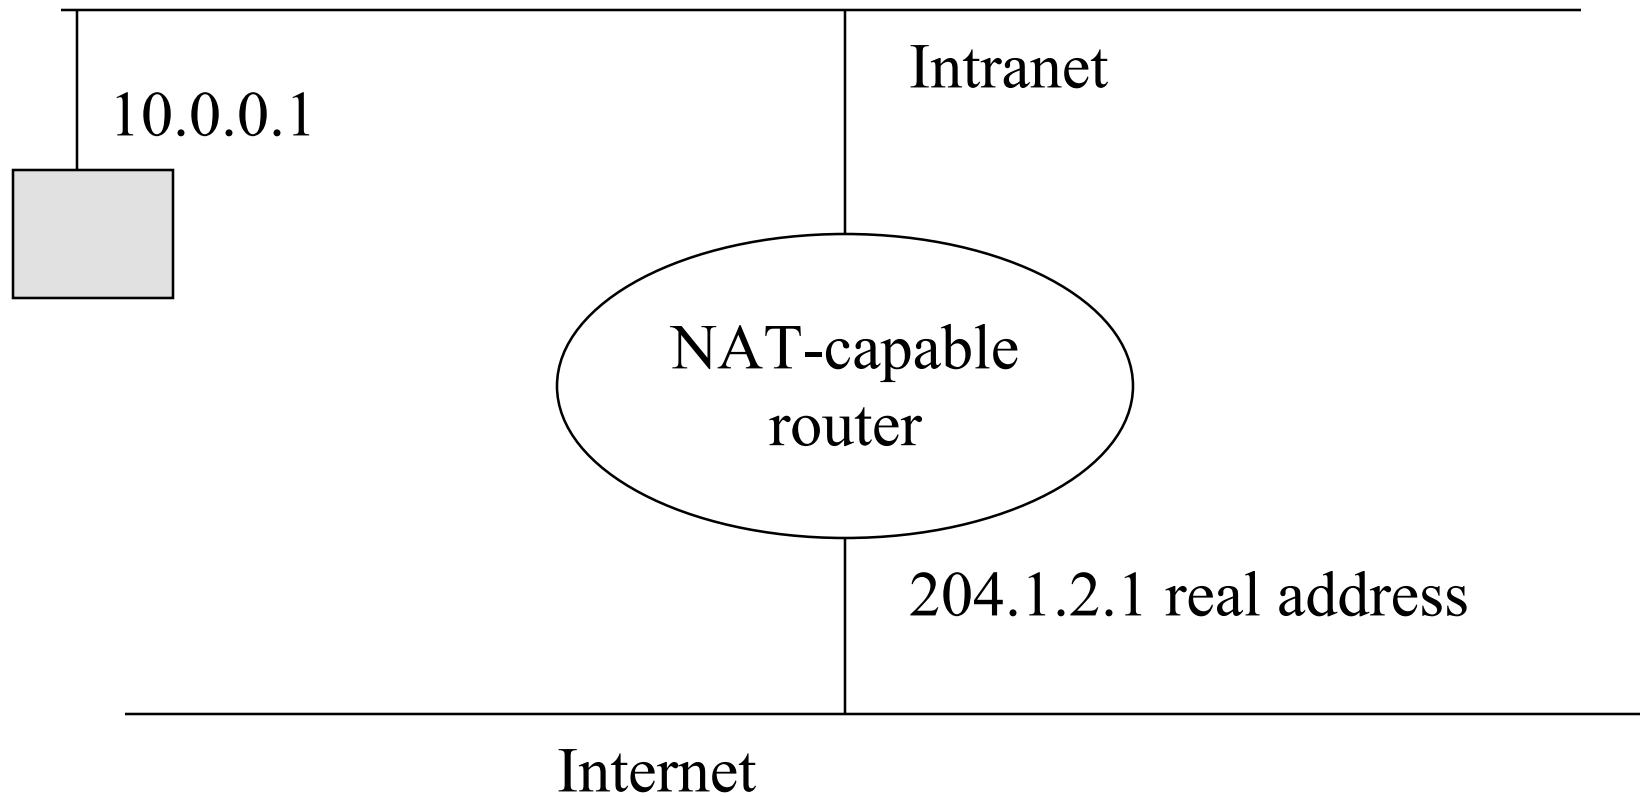 Intranet
10.0.0.1
NAT-capable
router
204.1.2.1 real address
Internet